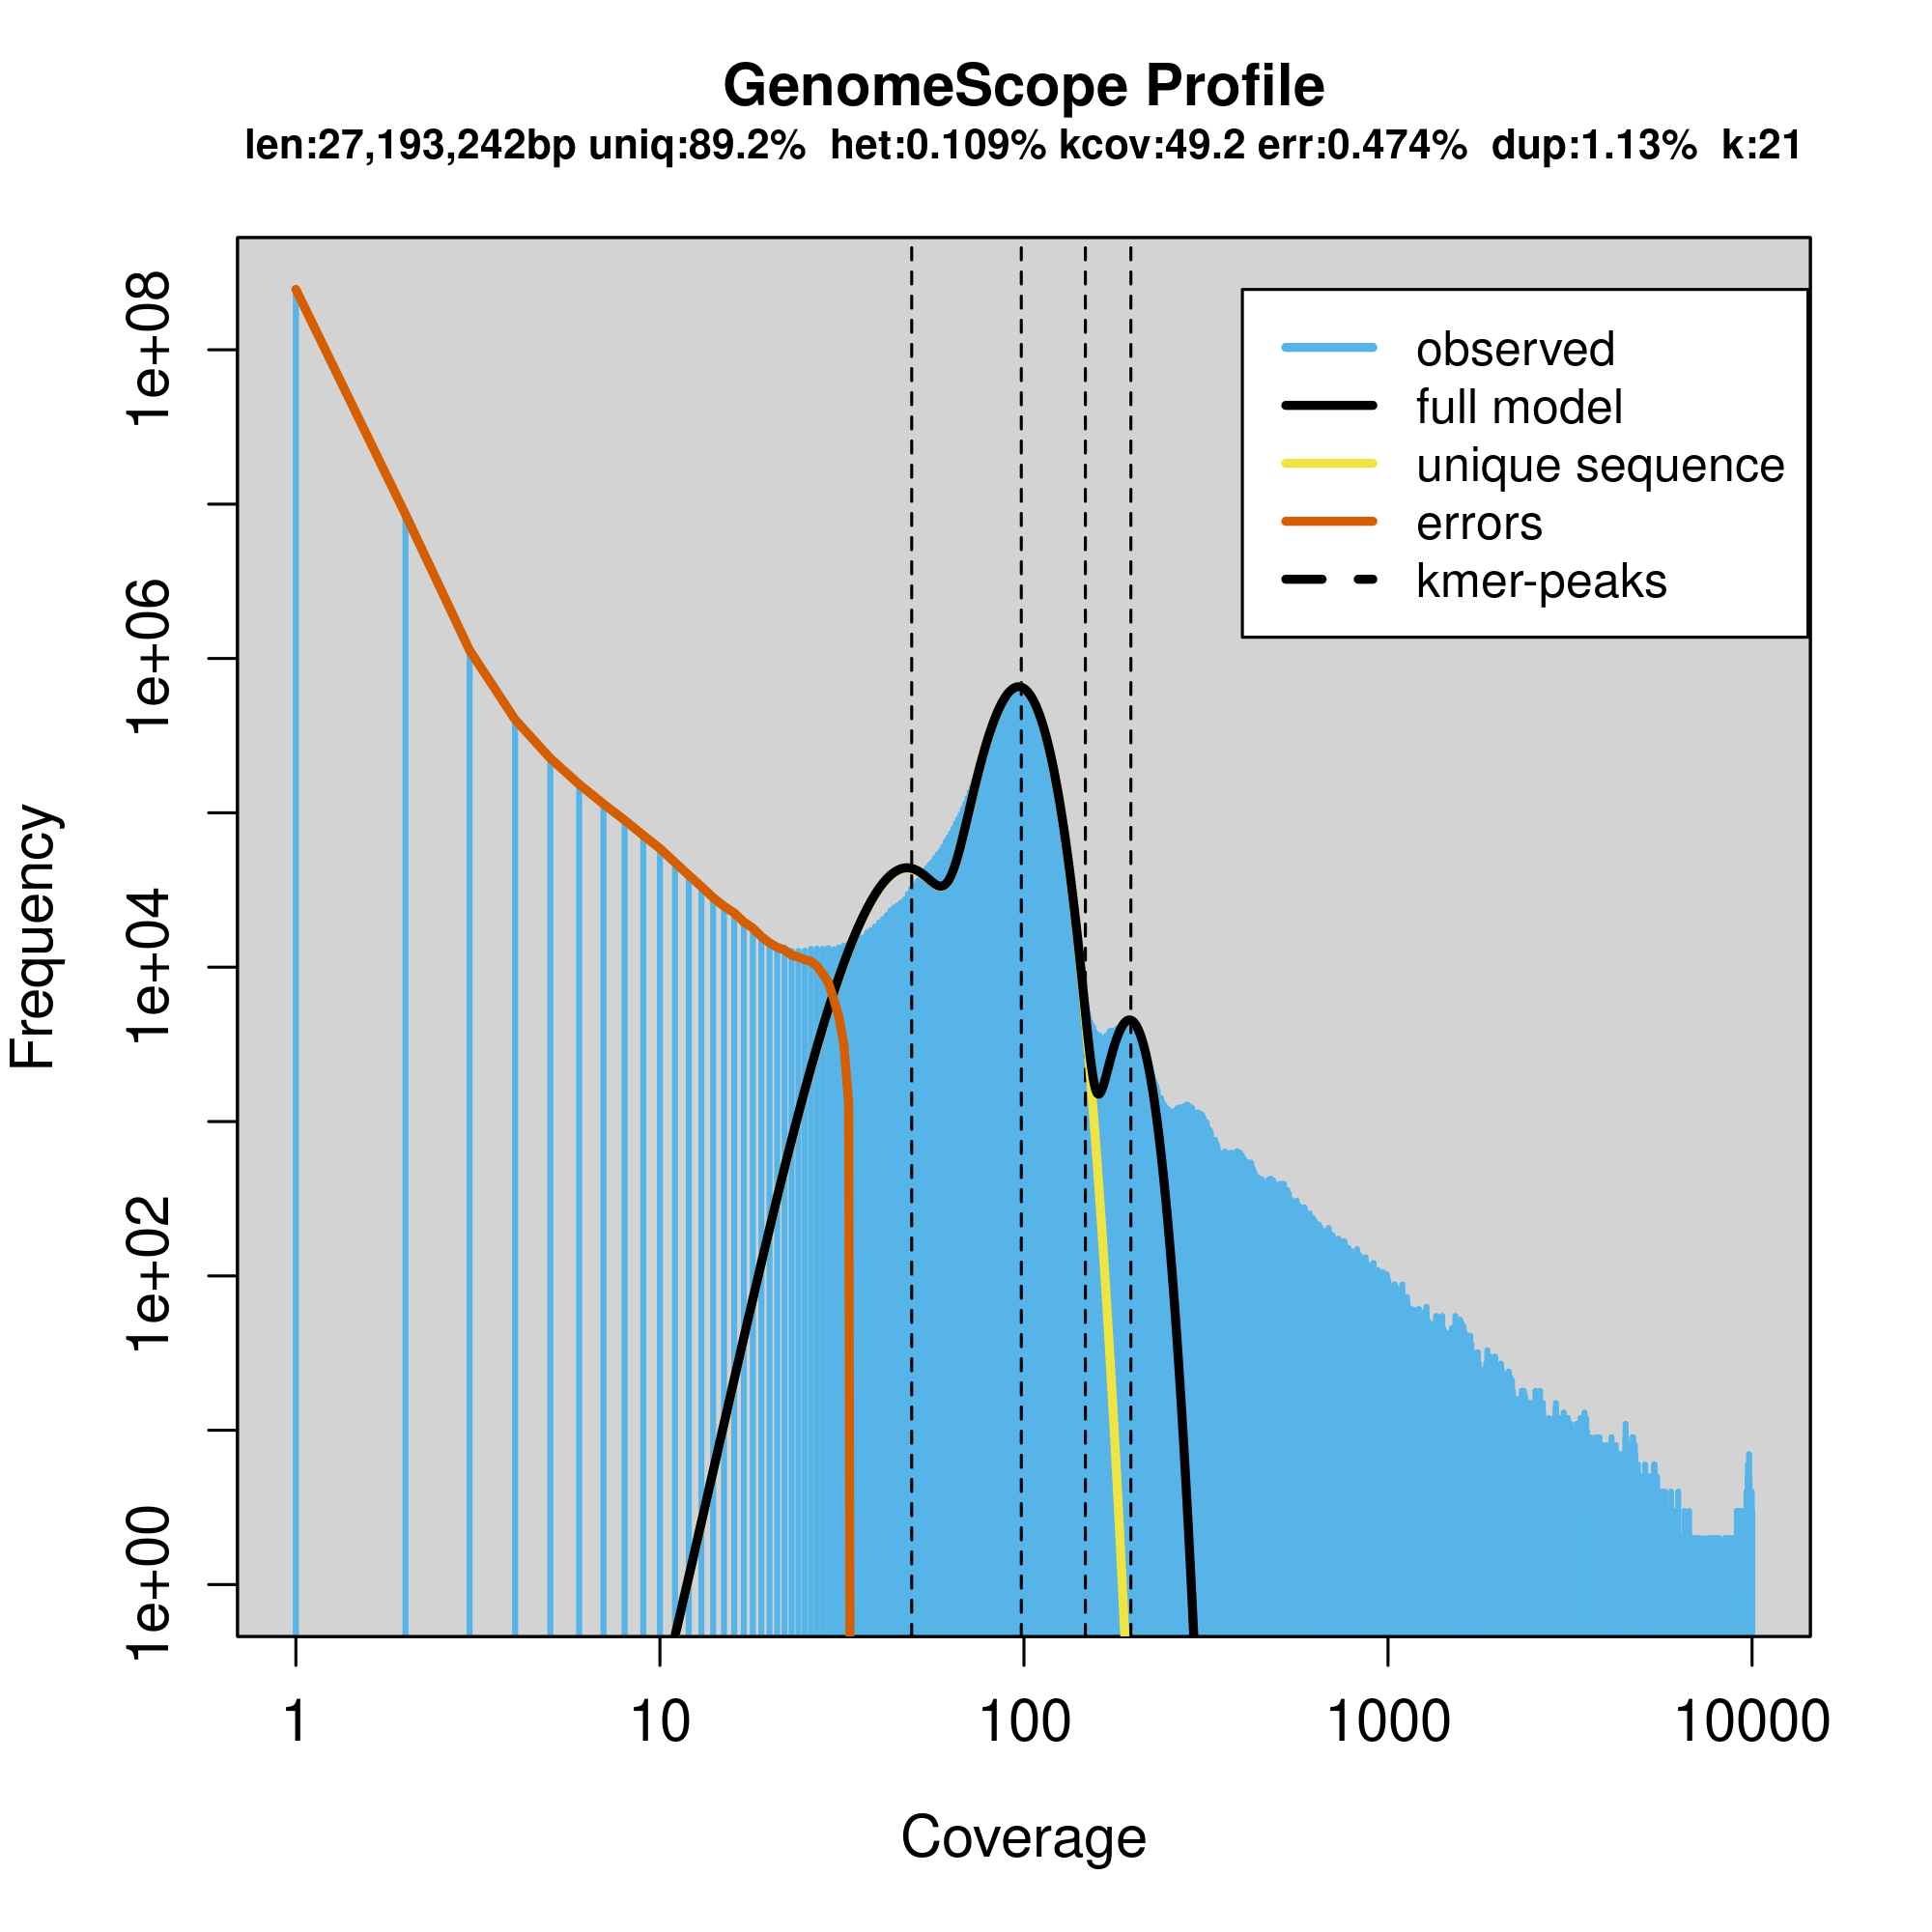 GenomeScope Profile
len:27,193,242bp uniq:89.2% het:0.109% kcov:49.2 err:0.474% dup:1.13% k:21
observed
full model
unique sequence
errors
kmer-peaks
Frequency
1e+08
1e+06
1e+04
1e+02
1e+00
1 10 100 1000 10000
Coverage